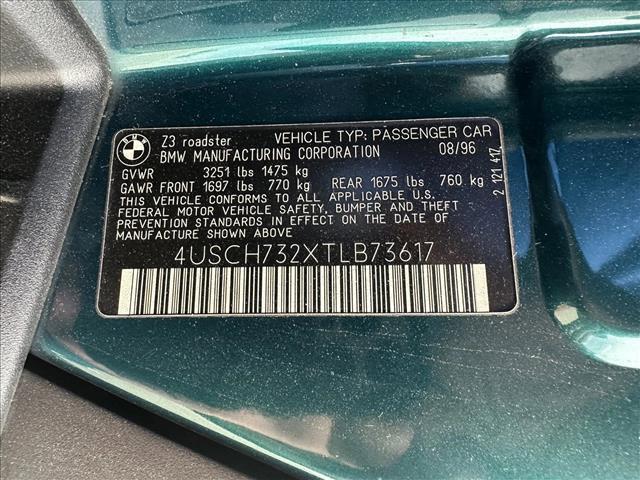 BMW
Z3 roadster VEHICLE TYP: PASSENGER CAR
BMW MANUFACTURING CORPORATION 08/96
GVWR 3251 lbs 1475 kg
GAWR FRONT 1697 lbs 770 kg REAR 1675 lbs 760 kg
THIS VEHICLE CONFORMS TO ALL APPLICABLE U.S.
FEDERAL MOTOR VEHICLE SAFETY, BUMPER AND THEFT
PREVENTION STANDARDS IN EFFECT ON THE DATE OF
MANUFACTURE SHOWN ABOVE
4USCH732XTLB73617
2 121 417